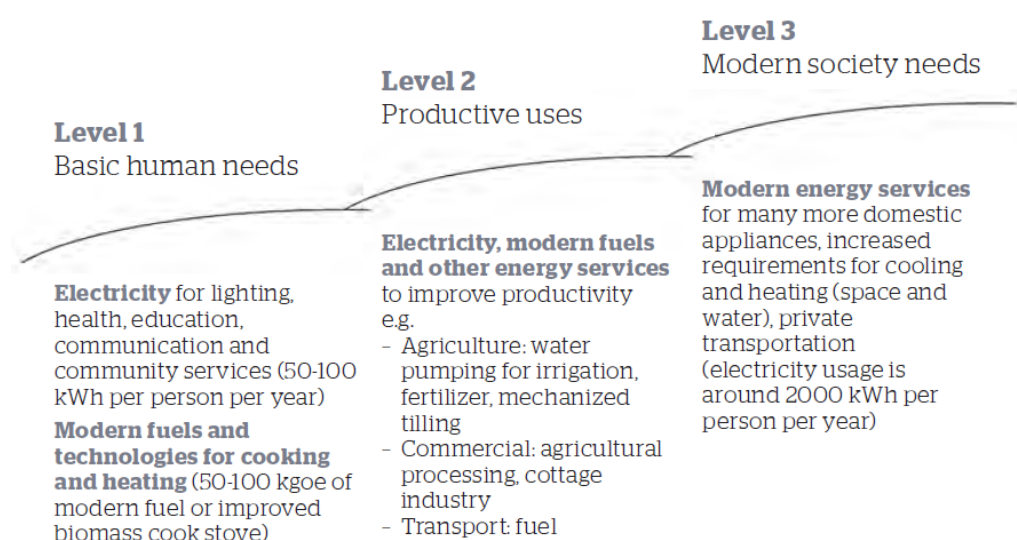 Level 1
Basic human needs
Electricity for lighting,
health, education,
communication and
community services (50-100
kWh per person per year)
Modern fuels and
technologies for cooking
and heating (50-100 kgoe of
modern fuel or improved
biomass cook stove)
Level 2
Productive uses
Electricity, modern fuels
and other energy services
to improve productivity
e.g.
- Agriculture: water
pumping for irrigation,
fertilizer, mechanized
tilling
- Commercial: agricultural
processing, cottage
industry
- Transport: fuel
Level 3
Modern society needs
Modern energy services
for many more domestic
appliances, increased
requirements for cooling
and heating (space and
water), private
transportation
(electricity usage is
around 2000 kWh per
person per year)